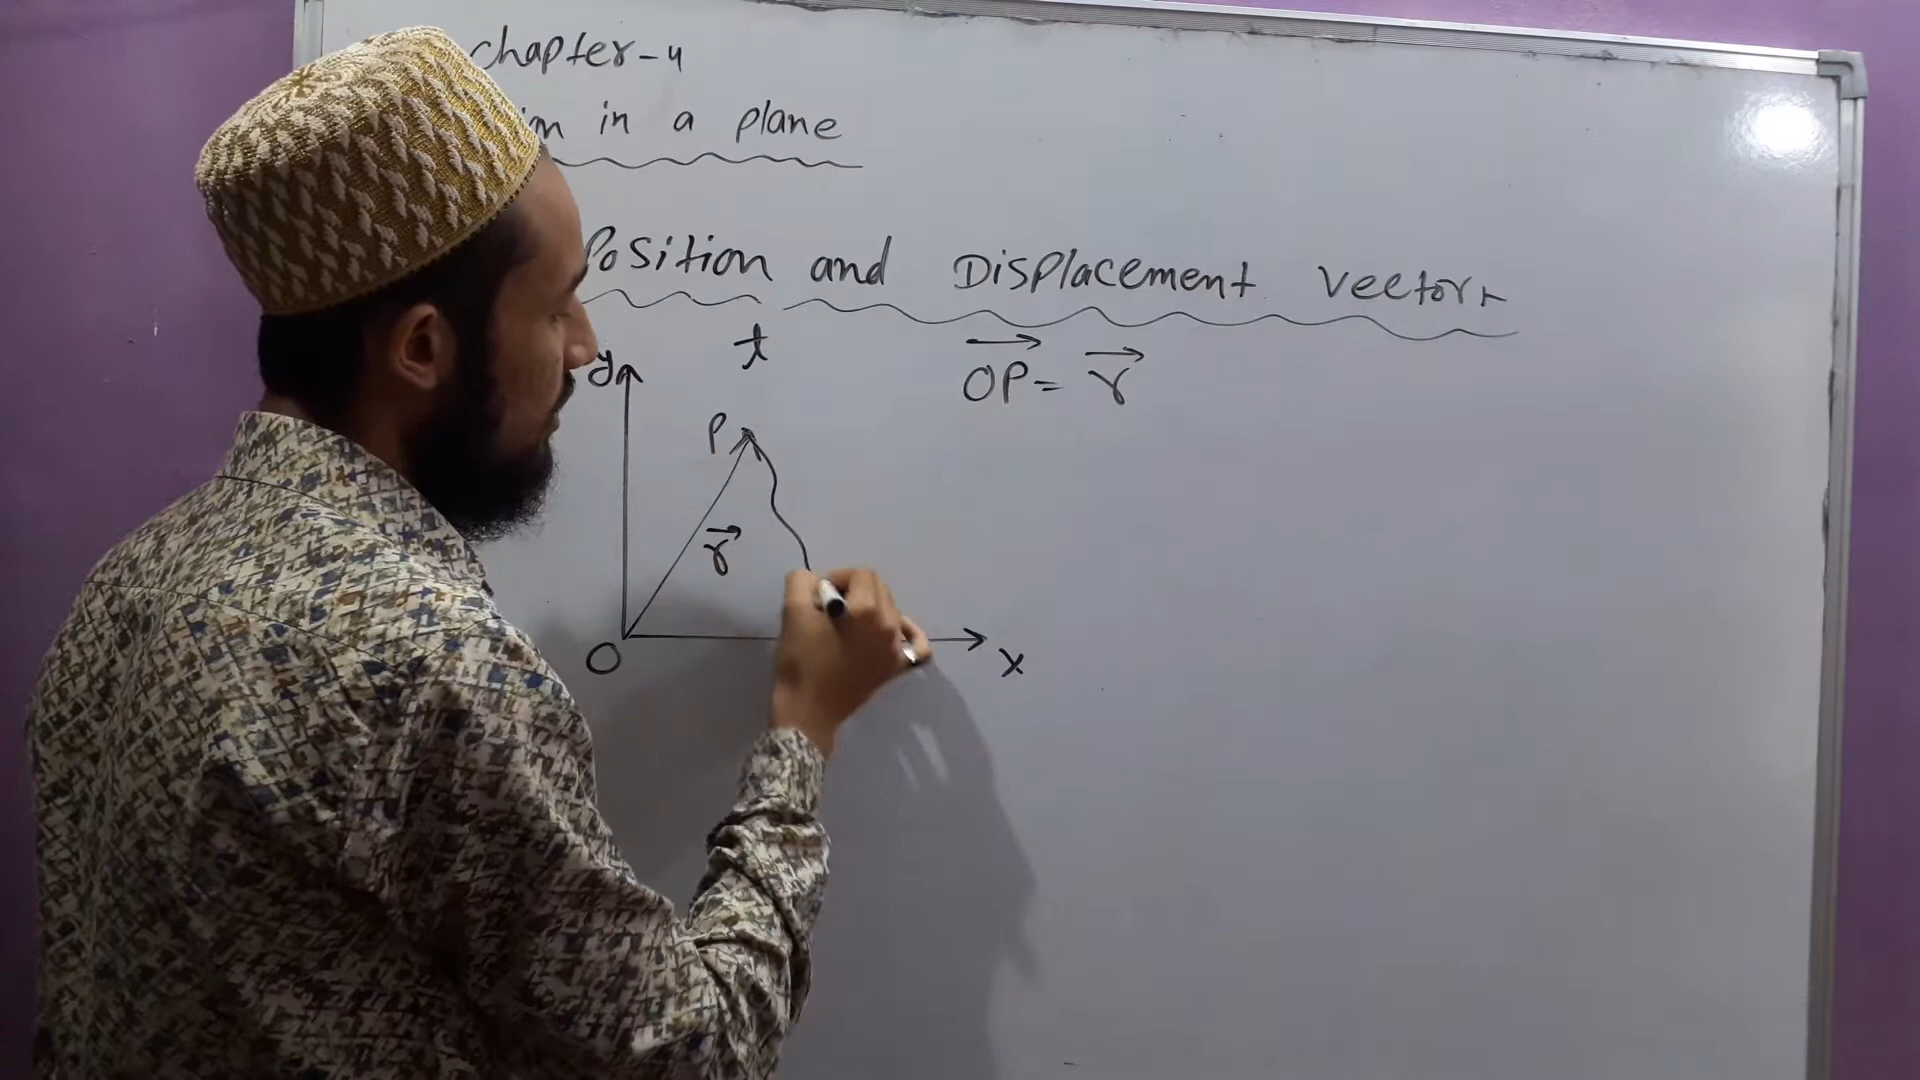 chapter-4
in a plane
Position and Displacement Vector
y
t
OP = r
P
r
O
x